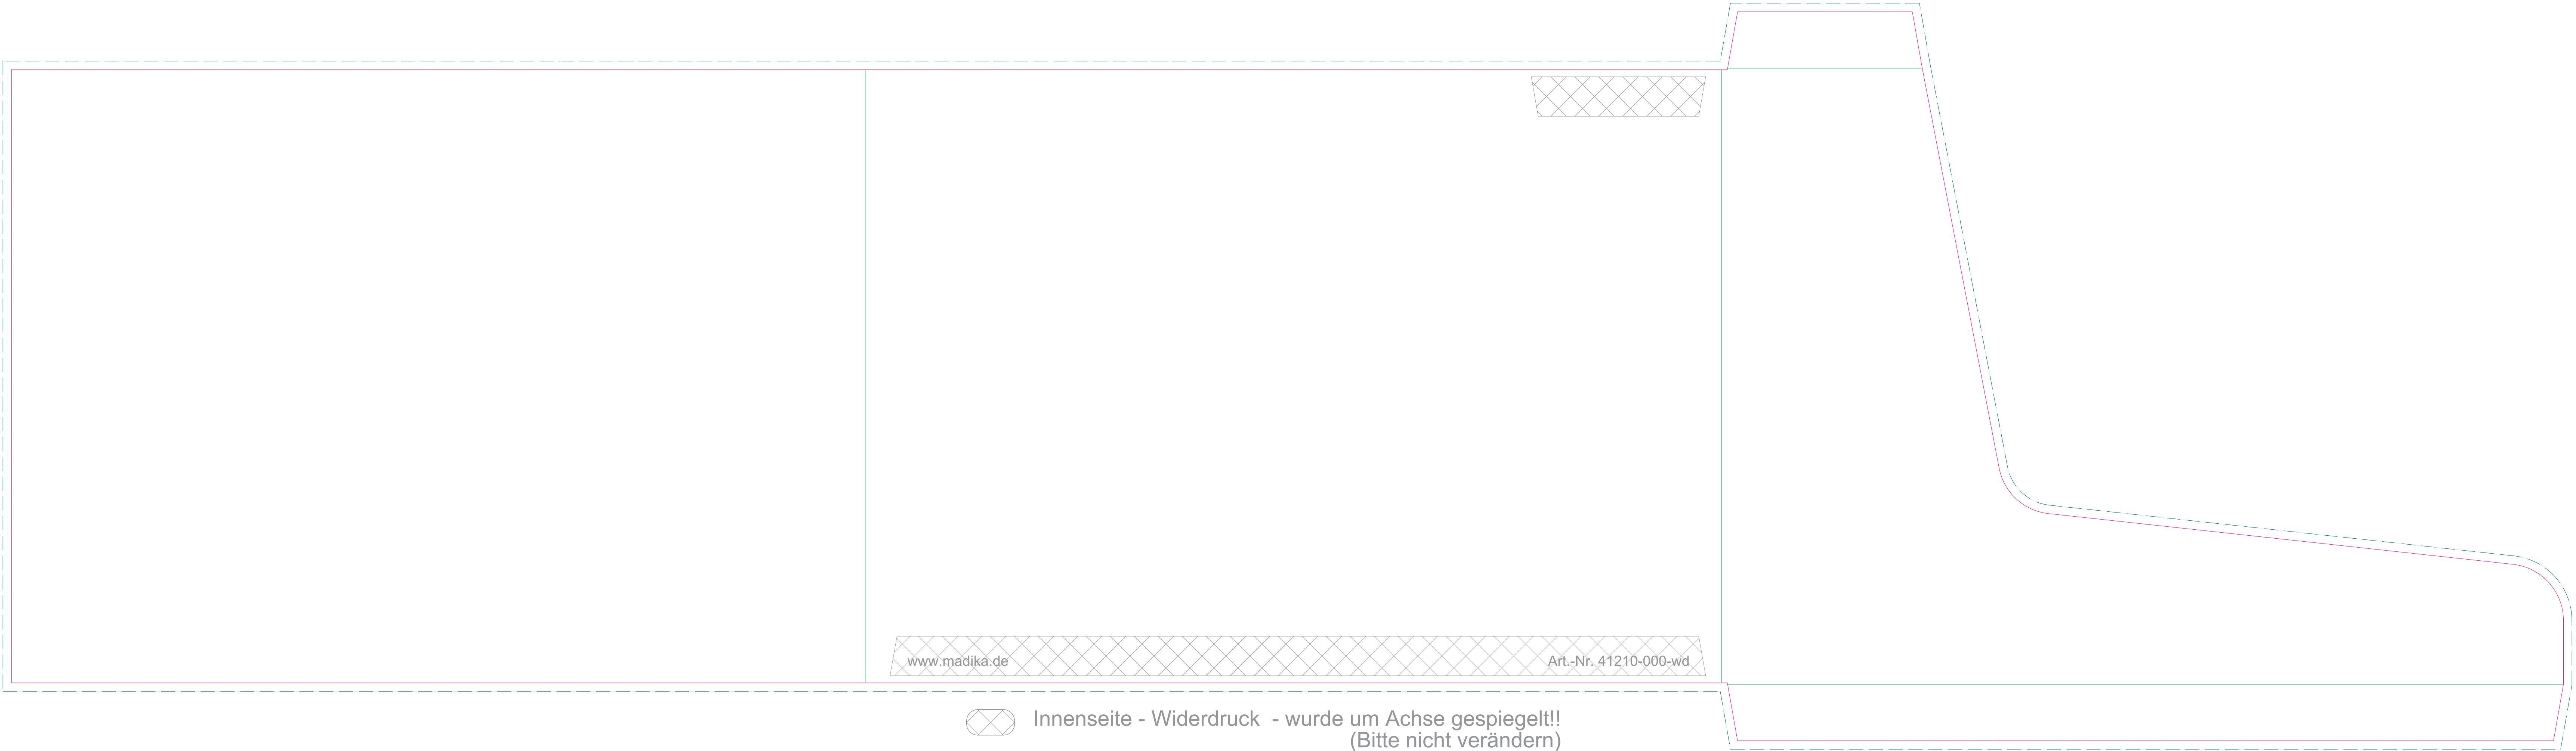 www.madika.de
Art.-Nr. 41210-000-wd
Innenseite - Widerdruck - wurde um Achse gespiegelt!!
(Bitte nicht verändern)